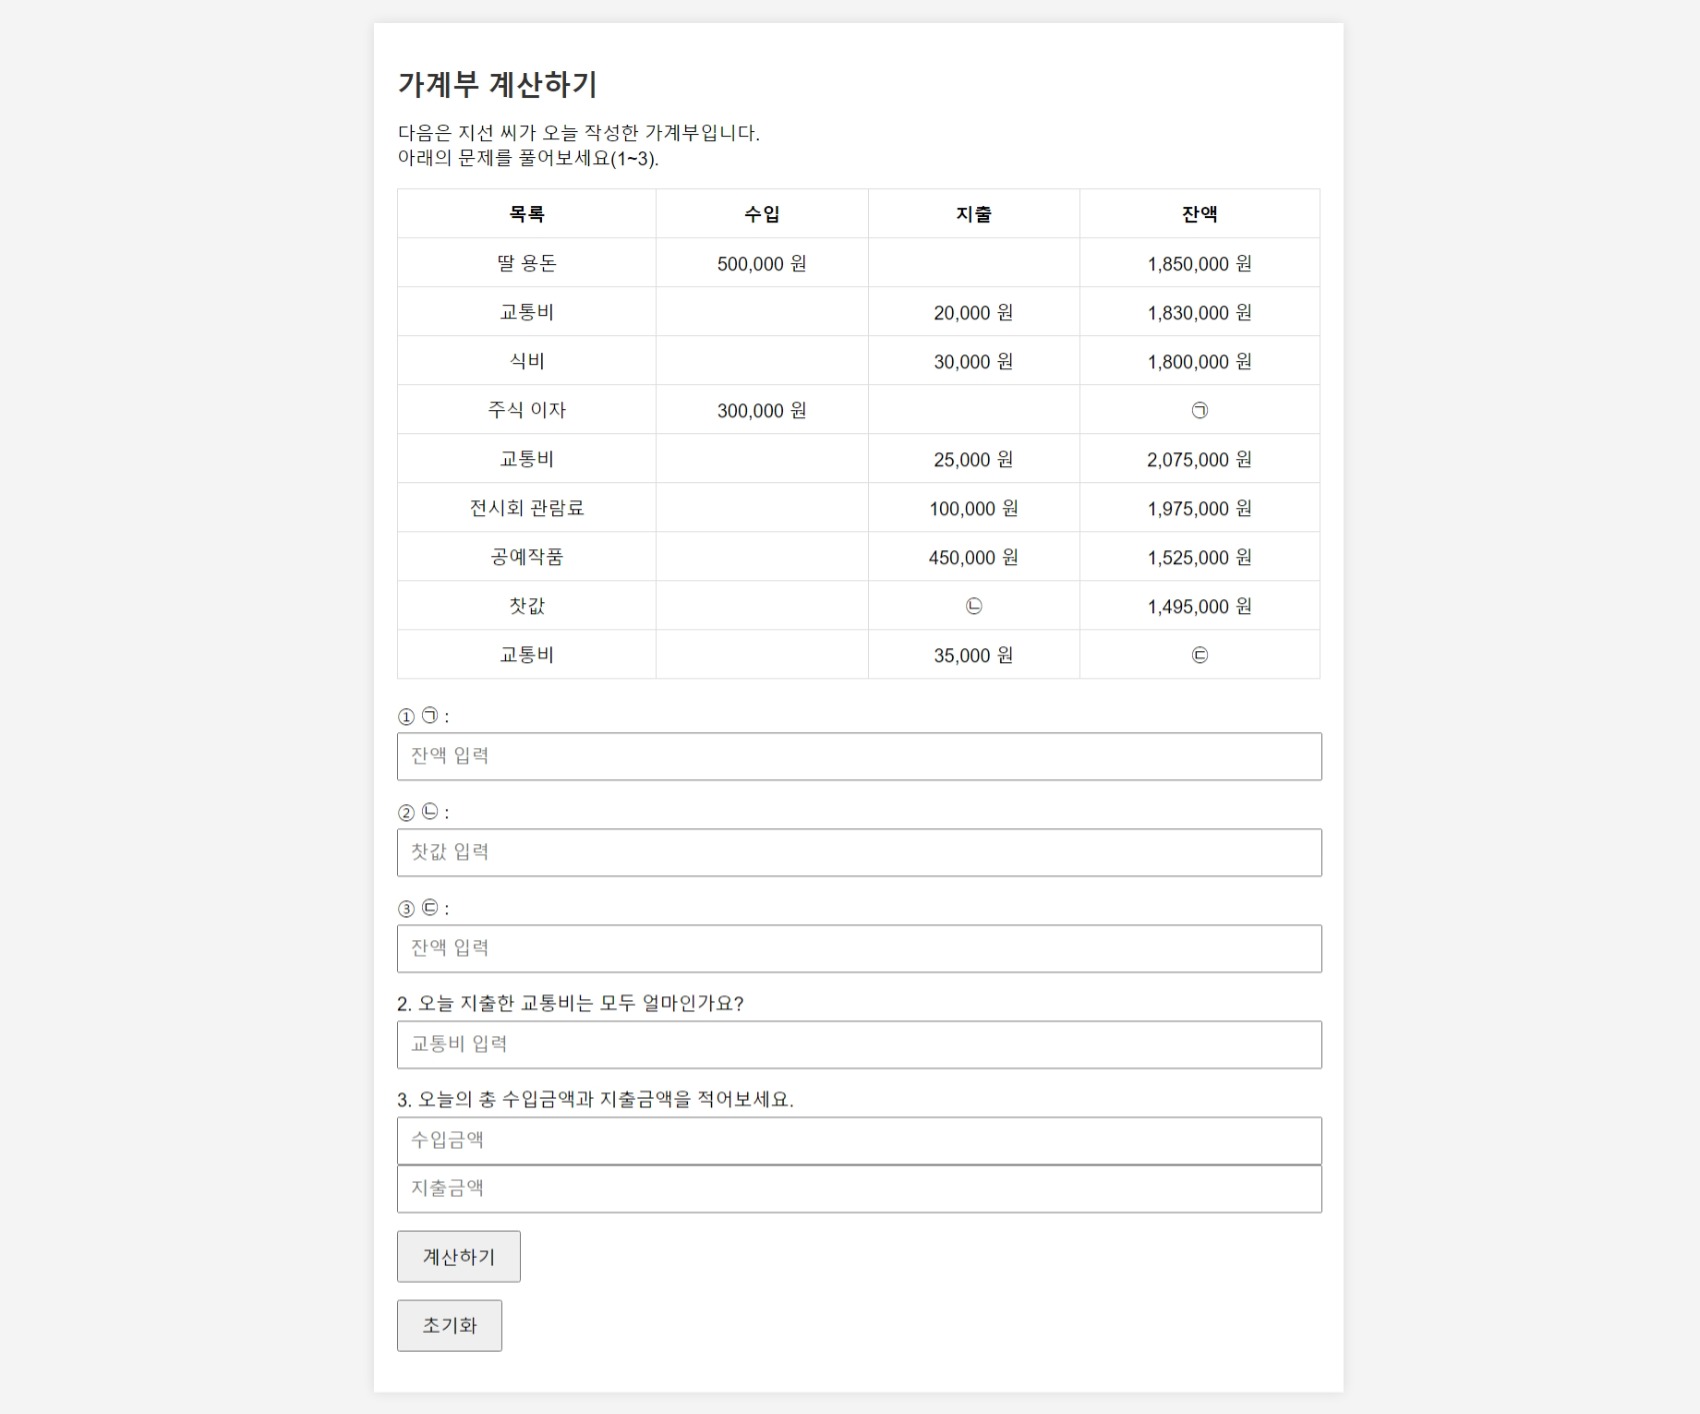 가계부 계산하기
다음은 지선 씨가 오늘 작성한 가계부입니다.
아래의 문제를 풀어보세요(1~3).
목록 수입 지출 잔액
딸 용돈 500,000 원 1,850,000 원
교통비 20,000 원 1,830,000 원
식비 30,000 원 1,800,000 원
주식 이자 300,000 원 ㉠
교통비 25,000 원 2,075,000 원
전시회 관람료 100,000 원 1,975,000 원
공예작품 450,000 원 1,525,000 원
찻값 ㉡ 1,495,000 원
교통비 35,000 원 ㉢
① ㉠ :
잔액 입력
② ㉡ :
찻값 입력
③ ㉢ :
잔액 입력
2. 오늘 지출한 교통비는 모두 얼마인가요?
교통비 입력
3. 오늘의 총 수입금액과 지출금액을 적어보세요.
수입금액
지출금액
계산하기
초기화